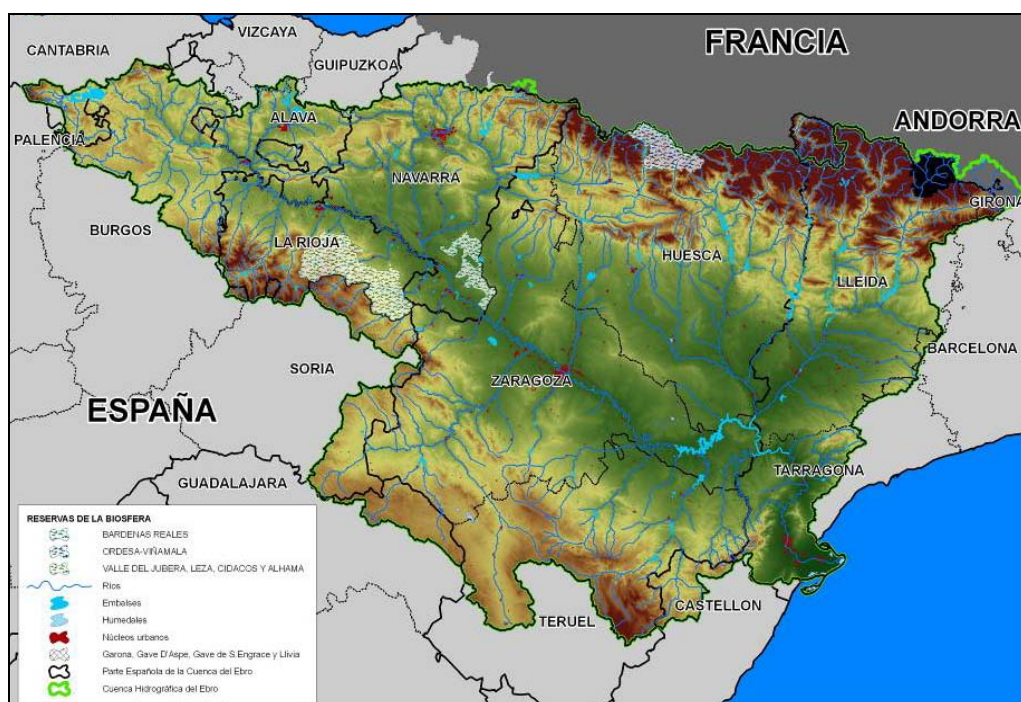 VIZCAYA
CANTABRIA
FRANCIA
GUIPUZKOA
ALAVA
ANDORRA
PALENCIA
NAVARRA
GIRONA
BURGOS
LA RIOJA
HUESCA
LLEIDA
BARCELONA
SORIA
ZARAGOZA
ESPAÑA
TARRAGONA
GUADALAJARA
CASTELLON
TERUEL
RESERVAS DE LA BIOSFERA
BARDENAS REALES
ORDESA-VIÑAMALA
VALLE DEL JUBERA, LEZA, CIDACOS Y ALHAMA
Rios
Embalses
Humedales
Núcleos urbanos
Garona, Gave D'Aspe, Gave de S.Engrace y Llivia
Parte Española de la Cuenca del Ebro
Cuenca Hidrográfica del Ebro